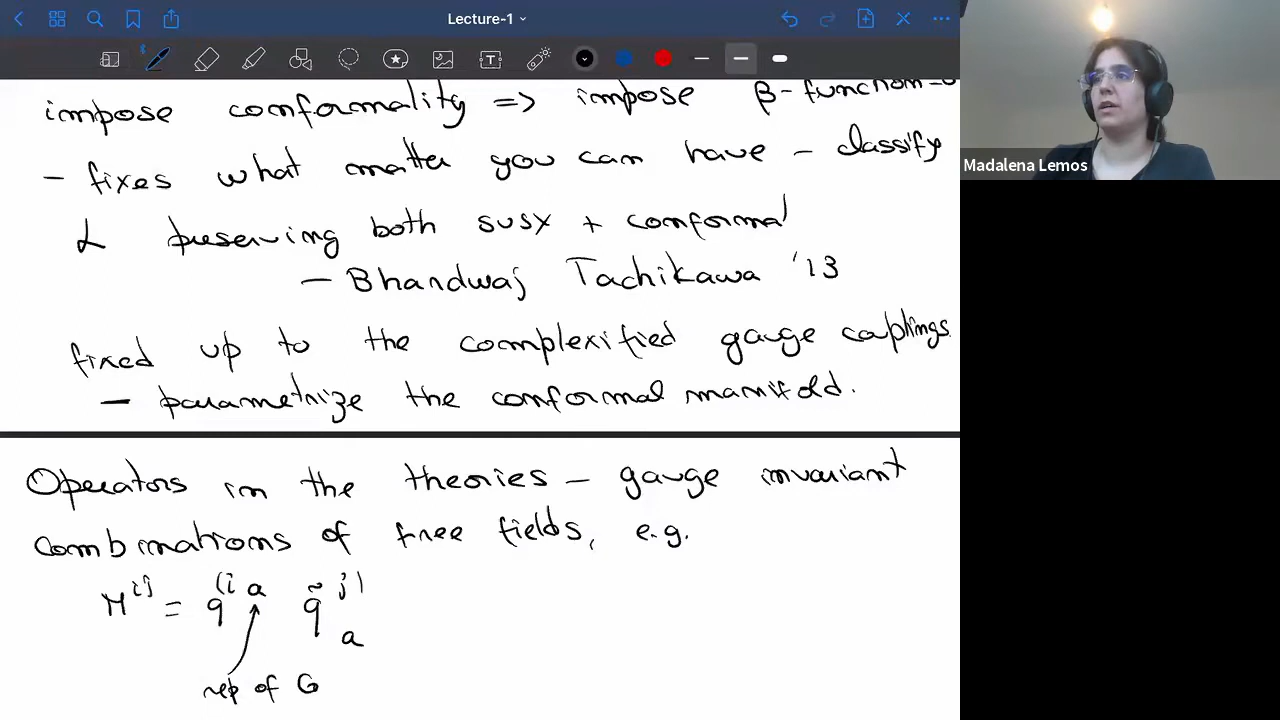 Lecture-1
Madalena Lemos
impose conformality => impose β-function=0
- fixes what matter you can have - classify
L preserving both susy + conformal
- Bhandwaj Tachikawa '13
fixed up to the complexified gauge couplings
- parametrize the conformal manifold.
Operators in the theories - gauge invariant
combinations of free fields, e.g.
M^{ij} = q^{(i a} q̃^{j)}_a
rep of G